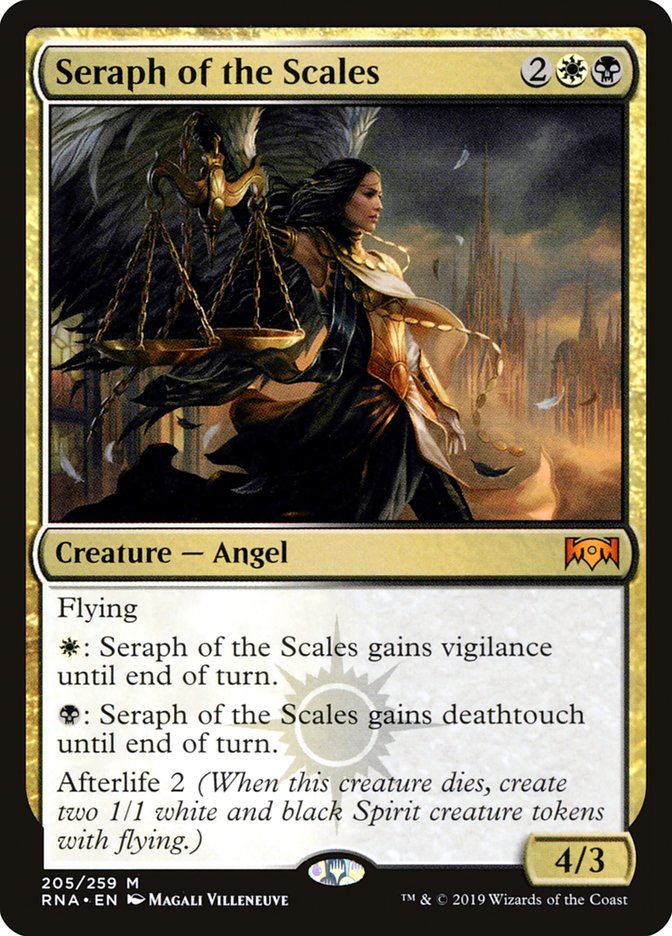 Seraph of the Scales 2
Creature — Angel
Flying
: Seraph of the Scales gains vigilance
until end of turn.
: Seraph of the Scales gains deathtouch
until end of turn.
Afterlife 2 (When this creature dies, create
two 1/1 white and black Spirit creature tokens
with flying.)
4/3
205/259 M
RNA • EN Magali Villeneuve
™ & © 2019 Wizards of the Coast